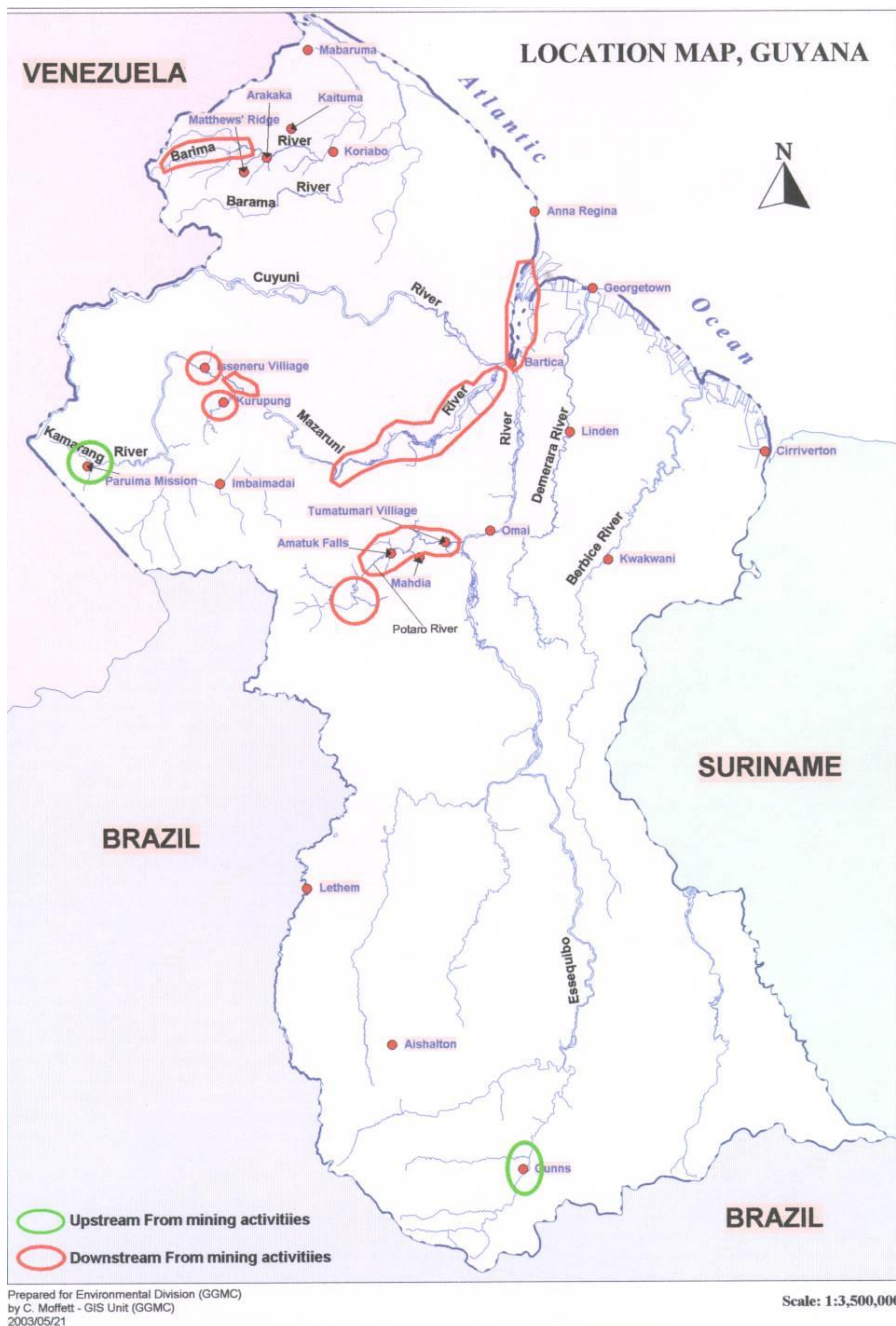 LOCATION MAP, GUYANA
VENEZUELA
Mabaruma
Atlantic
Arakaka
Kaituma
Matthews' Ridge
River
Barima
Koriabo
River
Barama
N
Anna Regina
Cuyuni
River
Georgetown
Ocean
Isseneru Villiage
Bartica
Kurupung
River
Mazaruni
River
Demerara River
Linden
Kamarang
River
Cirriverton
Paruima Mission
Imbaimadai
Tumatumari Villiage
Omai
Amatuk Falls
Berbice River
Kwakwani
Mahdia
Potaro River
SURINAME
BRAZIL
Lethem
Essequibo
Aishalton
Gunns
BRAZIL
Upstream From mining activitiies
Downstream From mining activitiies
Prepared for Environmental Division (GGMC)
by C. Moffett - GIS Unit (GGMC)
2003/05/21
Scale: 1:3,500,000